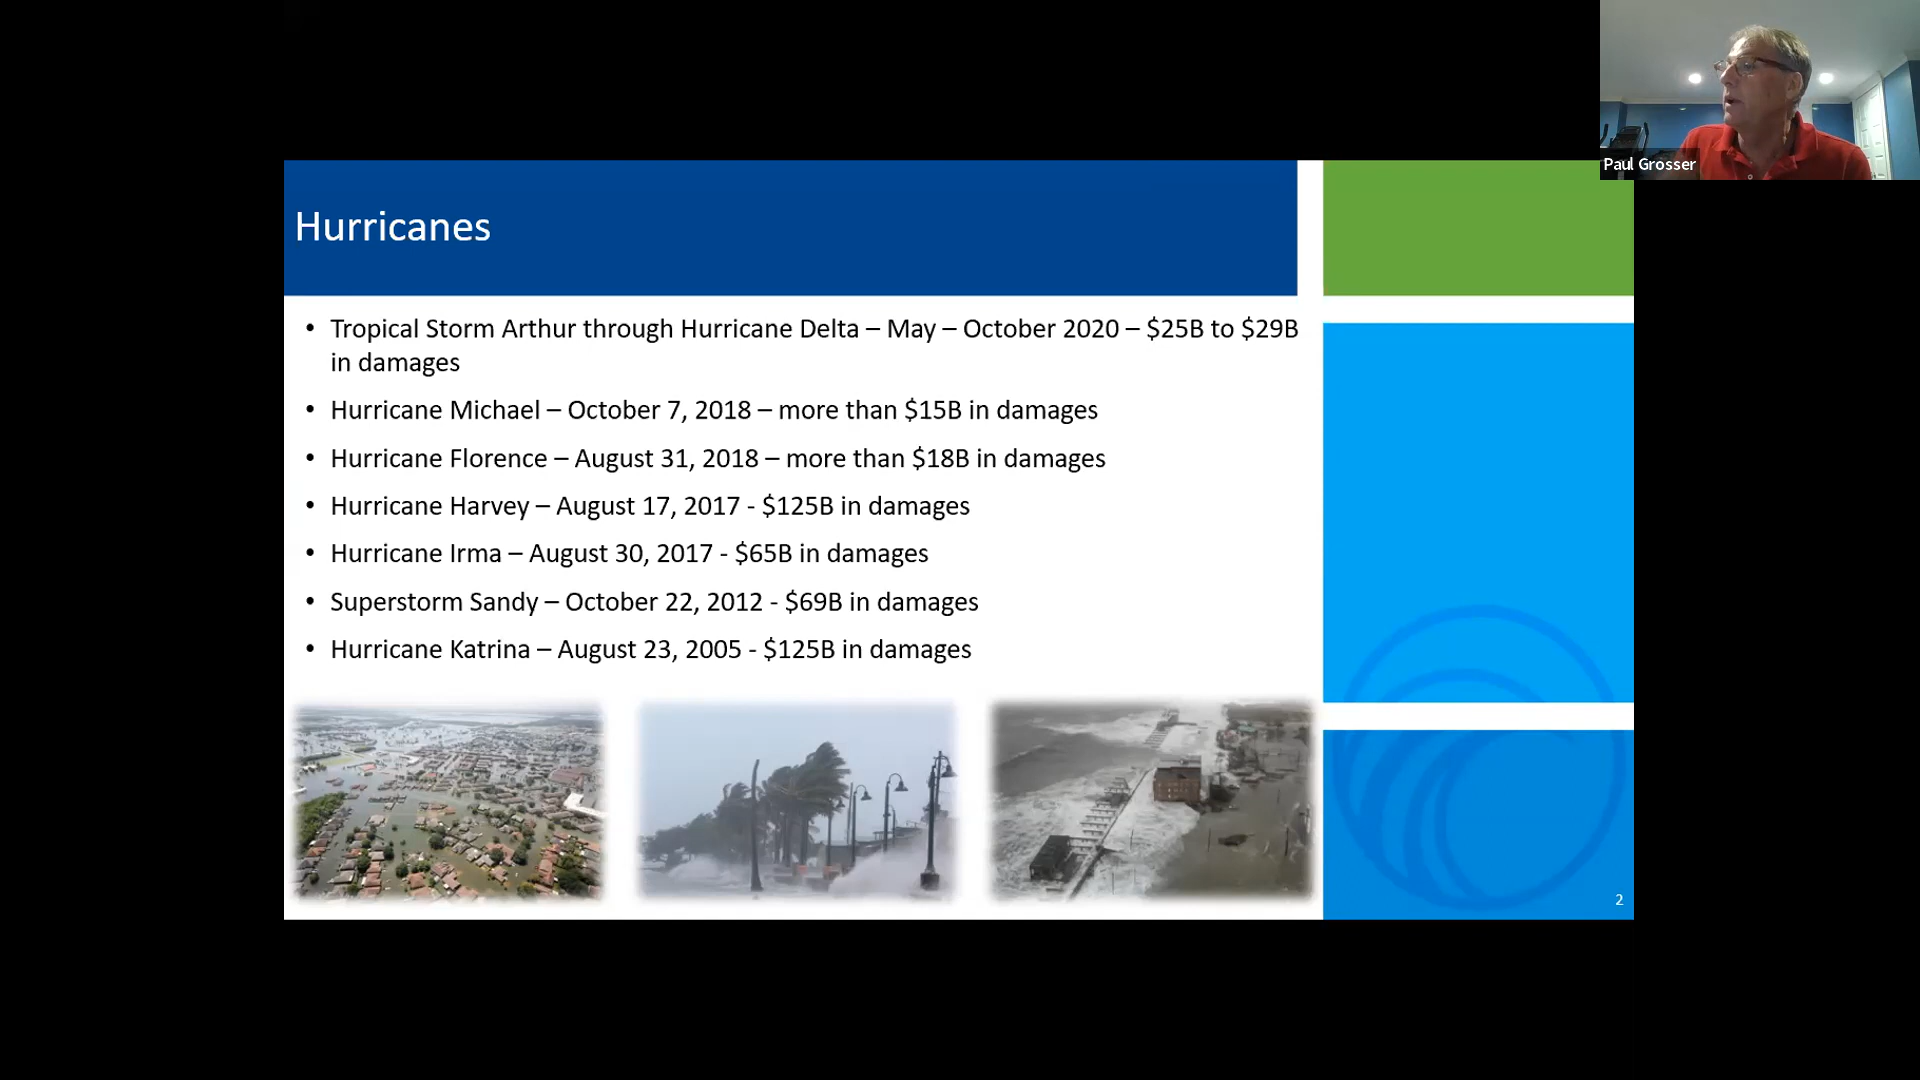 Paul Grosser
Hurricanes
• Tropical Storm Arthur through Hurricane Delta – May – October 2020 – $25B to $29B
in damages
• Hurricane Michael – October 7, 2018 – more than $15B in damages
• Hurricane Florence – August 31, 2018 – more than $18B in damages
• Hurricane Harvey – August 17, 2017 - $125B in damages
• Hurricane Irma – August 30, 2017 - $65B in damages
• Superstorm Sandy – October 22, 2012 - $69B in damages
• Hurricane Katrina – August 23, 2005 - $125B in damages
2